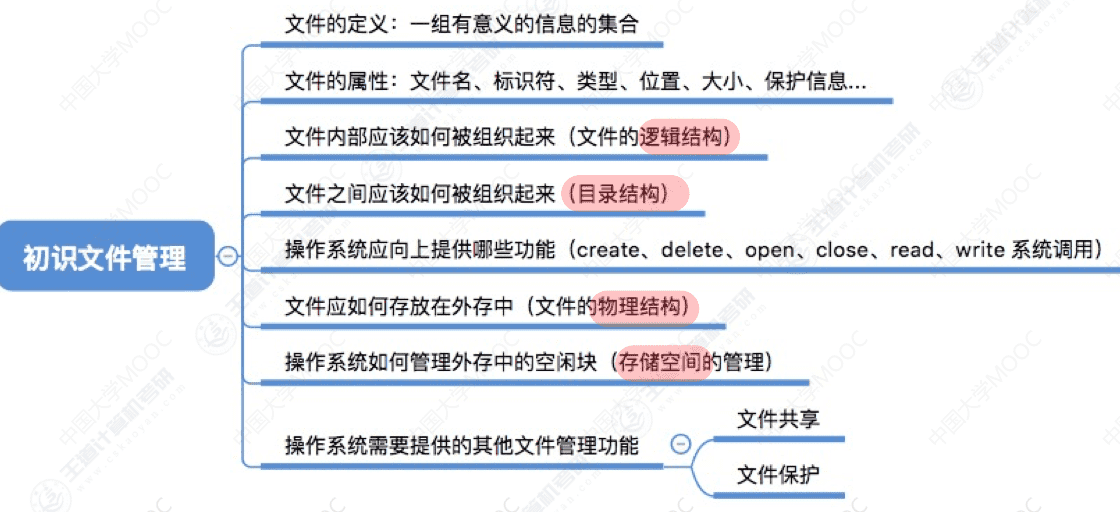 文件的定义：一组有意义的信息的集合
文件的属性：文件名、标识符、类型、位置、大小、保护信息...
文件内部应该如何被组织起来（文件的逻辑结构）
文件之间应该如何被组织起来（目录结构）
初识文件管理
操作系统应向上提供哪些功能（create、delete、open、close、read、write 系统调用）
文件应如何存放在外存中（文件的物理结构）
操作系统如何管理外存中的空闲块（存储空间的管理）
操作系统需要提供的其他文件管理功能
文件共享
文件保护
中国大学MOOC
王道计算机考研